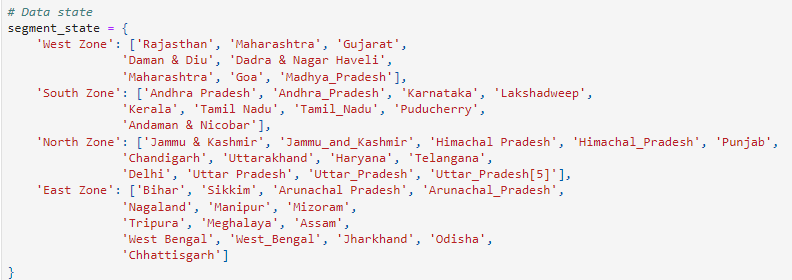 # Data state
segment_state = {
    'West Zone': ['Rajasthan', 'Maharashtra', 'Gujarat',
                'Daman & Diu', 'Dadra & Nagar Haveli',
                'Maharashtra', 'Goa', 'Madhya_Pradesh'],
    'South Zone': ['Andhra Pradesh', 'Andhra_Pradesh', 'Karnataka', 'Lakshadweep',
                'Kerala', 'Tamil Nadu', 'Tamil_Nadu', 'Puducherry',
                'Andaman & Nicobar'],
    'North Zone': ['Jammu & Kashmir', 'Jammu_and_Kashmir', 'Himachal Pradesh', 'Himachal_Pradesh', 'Punjab',
                'Chandigarh', 'Uttarakhand', 'Haryana', 'Telangana',
                'Delhi', 'Uttar Pradesh', 'Uttar_Pradesh', 'Uttar_Pradesh[5]'],
    'East Zone': ['Bihar', 'Sikkim', 'Arunachal Pradesh', 'Arunachal_Pradesh',
                'Nagaland', 'Manipur', 'Mizoram',
                'Tripura', 'Meghalaya', 'Assam',
                'West Bengal', 'West_Bengal', 'Jharkhand', 'Odisha',
                'Chhattisgarh']
}